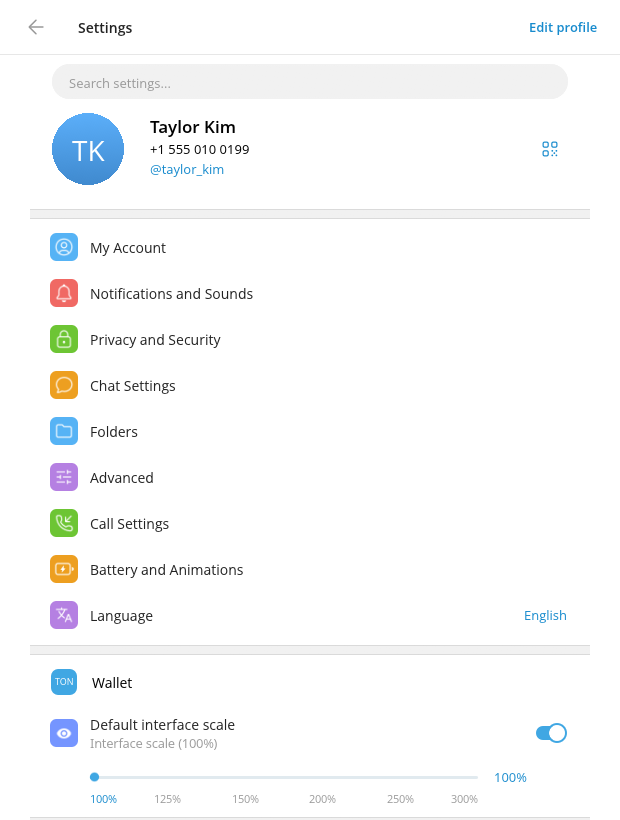 Settings
Edit profile
Search settings...
TK
Taylor Kim
+1 555 010 0199
@taylor_kim
My Account
Notifications and Sounds
Privacy and Security
Chat Settings
Folders
Advanced
Call Settings
Battery and Animations
Language
English
TON
Wallet
Default interface scale
Interface scale (100%)
100%
100% 125% 150% 200% 250% 300%